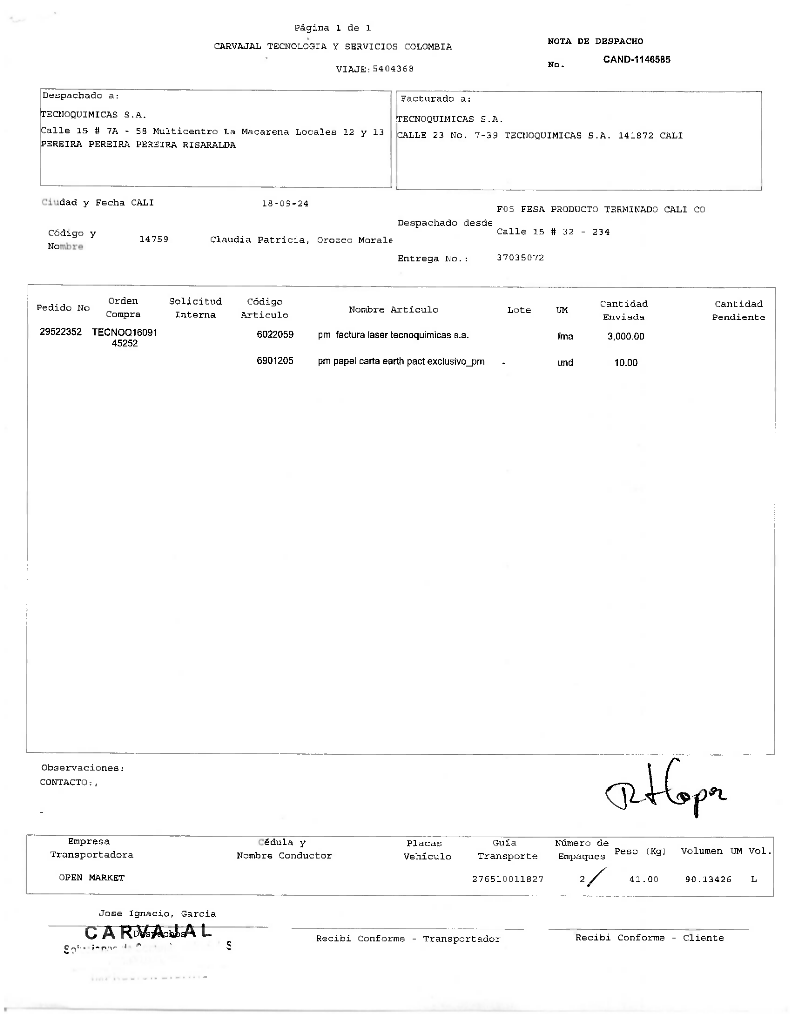 Página 1 de 1
CARVAJAL TECNOLOGIA Y SERVICIOS COLOMBIA
NOTA DE DESPACHO
VIAJE:5404368
No. CAND-1146585
Despachado a:
TECNOQUIMICAS S.A.
Calle 15 # 7A - 58 Multicentro La Macarena Locales 12 y 13
PEREIRA PEREIRA PEREIRA RISARALDA
Facturado a:
TECNOQUIMICAS S.A.
CALLE 23 No. 7-39 TECNOQUIMICAS S.A. 141872 CALI
Ciudad y Fecha CALI 18-09-24
Código y Nombre 14759 Claudia Patricia, Orozco Morale
Despachado desde F05 FESA PRODUCTO TERMINADO CALI CO
Calle 15 # 32 - 234
Entrega No.: 37035072
Pedido No Orden Compra Solicitud Interna Código Artículo Nombre Artículo Lote UM Cantidad Enviada Cantidad Pendiente
29522352 TECNOQ16091 6022059 pm factura laser tecnoquimicas s.a. fma 3,000.00
45252
6901205 pm papel carta earth pact exclusivo_pm - und 10.00
Observaciones:
CONTACTO:,
-
Empresa Transportadora Cédula y Nombre Conductor Placas Vehículo Guía Transporte Número de Empaques Peso (Kg) Volumen UM Vol.
OPEN MARKET 276510011827 2 41.00 90.13426 L
Jose Ignacio, Garcia
CARVAJAL
Despachos
Recibi Conforme - Transportador
Recibi Conforme - Cliente